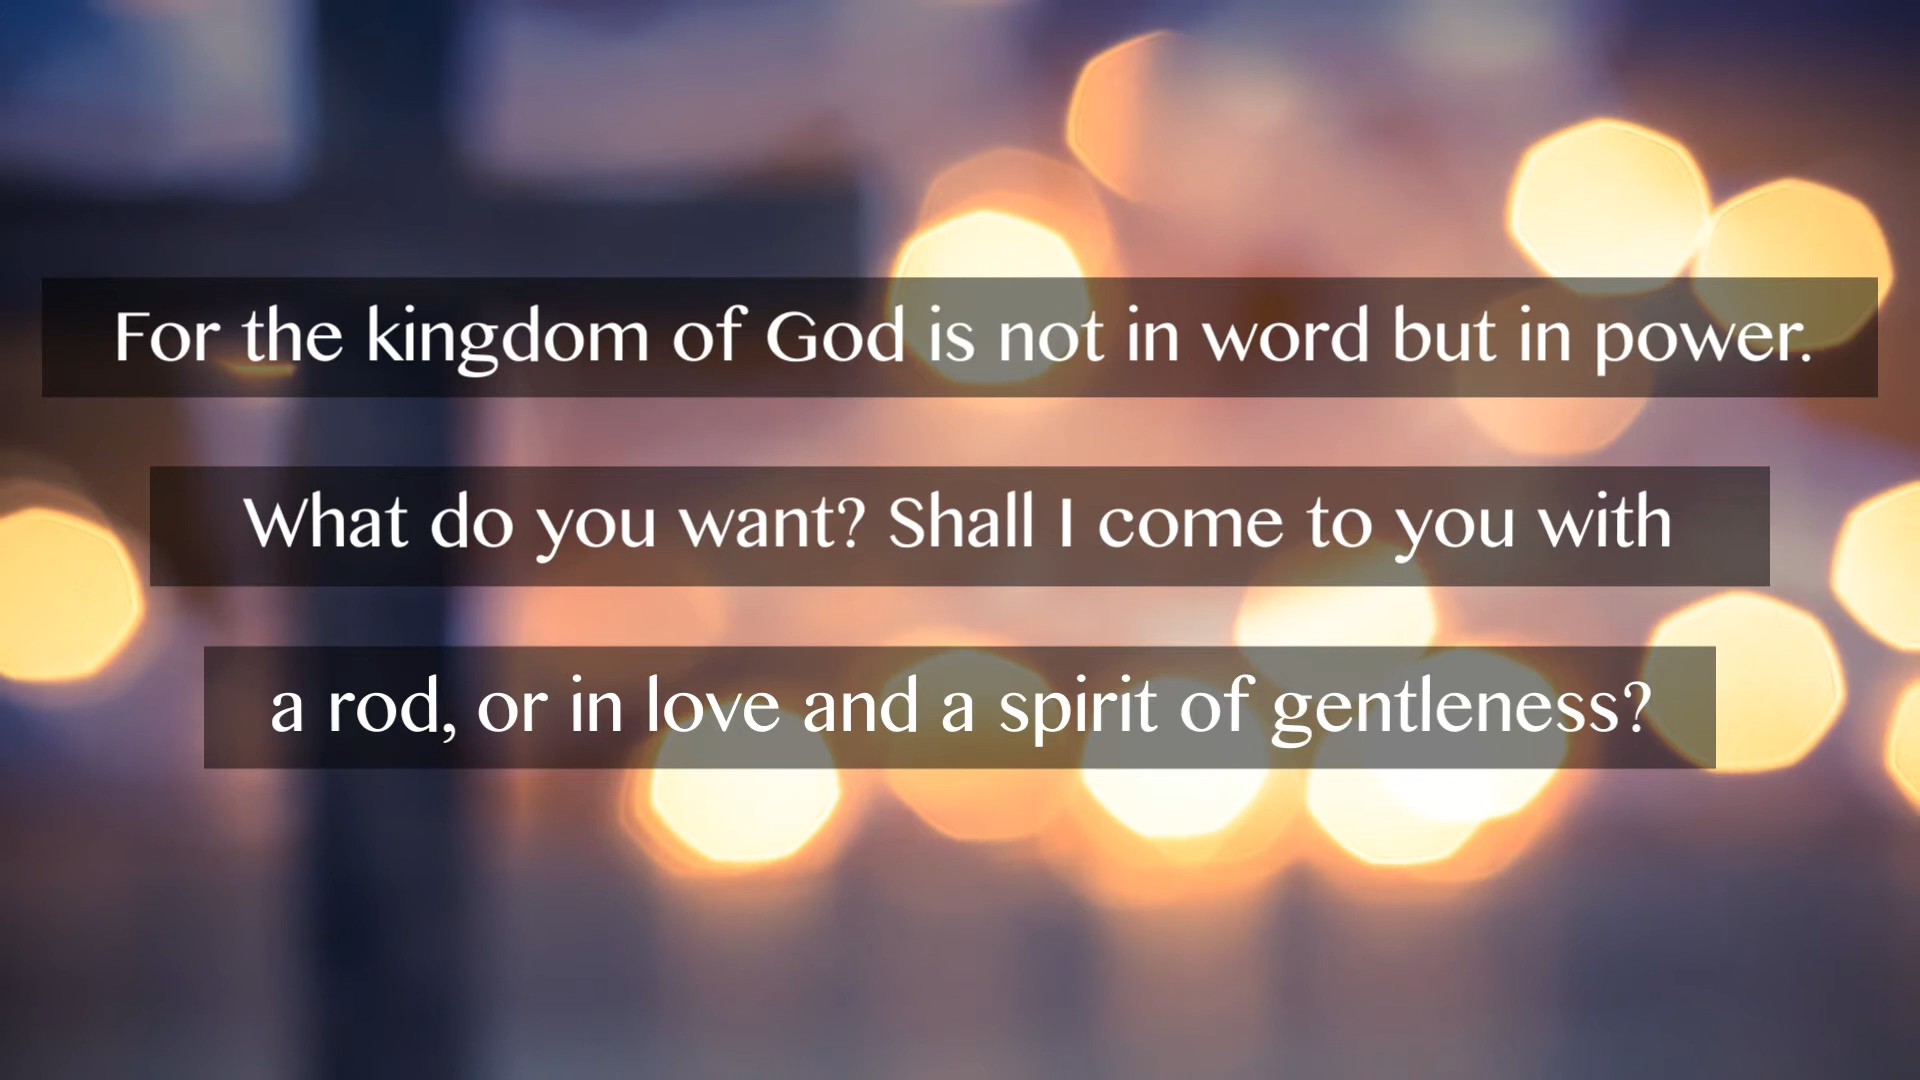 For the kingdom of God is not in word but in power.
What do you want? Shall I come to you with
a rod, or in love and a spirit of gentleness?